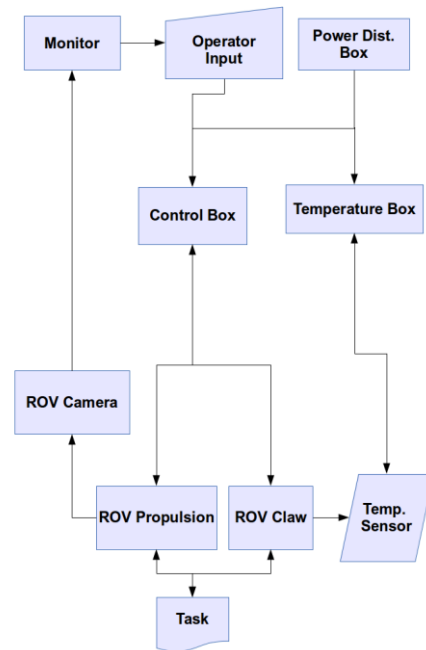 Monitor
Operator
Input
Power Dist.
Box
Control Box
Temperature Box
ROV Camera
ROV Propulsion
ROV Claw
Temp.
Sensor
Task